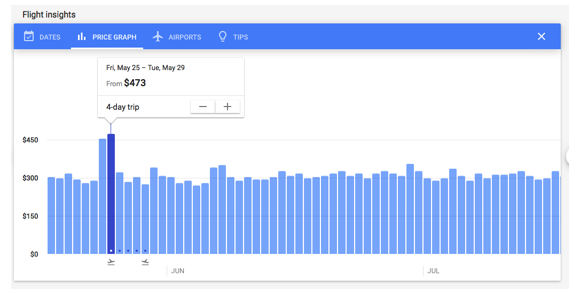 Flight insights
DATES PRICE GRAPH AIRPORTS TIPS
Fri, May 25 – Tue, May 29
From $473
4-day trip
$450
$300
$150
$0
JUN JUL